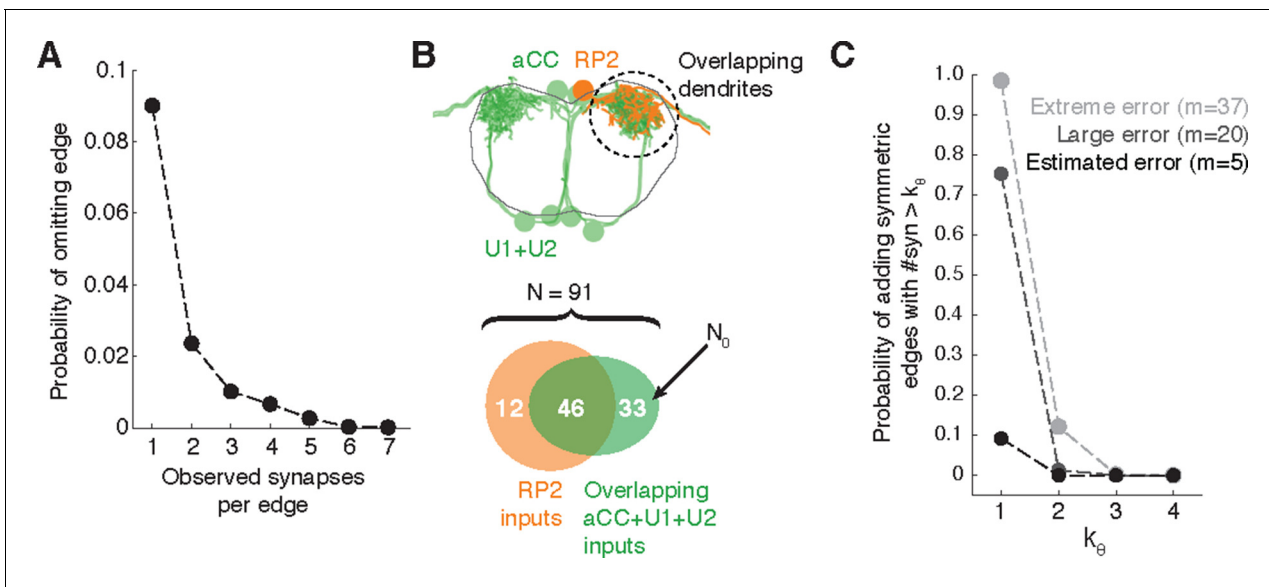 A
Probability of omitting edge
0.1
0.08
0.06
0.04
0.02
0
1 2 3 4 5 6 7
Observed synapses
per edge
B
aCC RP2
Overlapping
dendrites
U1+U2
N = 91
N₀
12 46 33
RP2
inputs
Overlapping
aCC+U1+U2
inputs
C
Probability of adding symmetric
edges with #syn > kθ
1.0
0.9
0.8
0.7
0.6
0.5
0.4
0.3
0.2
0.1
0
Extreme error (m=37)
Large error (m=20)
Estimated error (m=5)
1 2 3 4
kθ